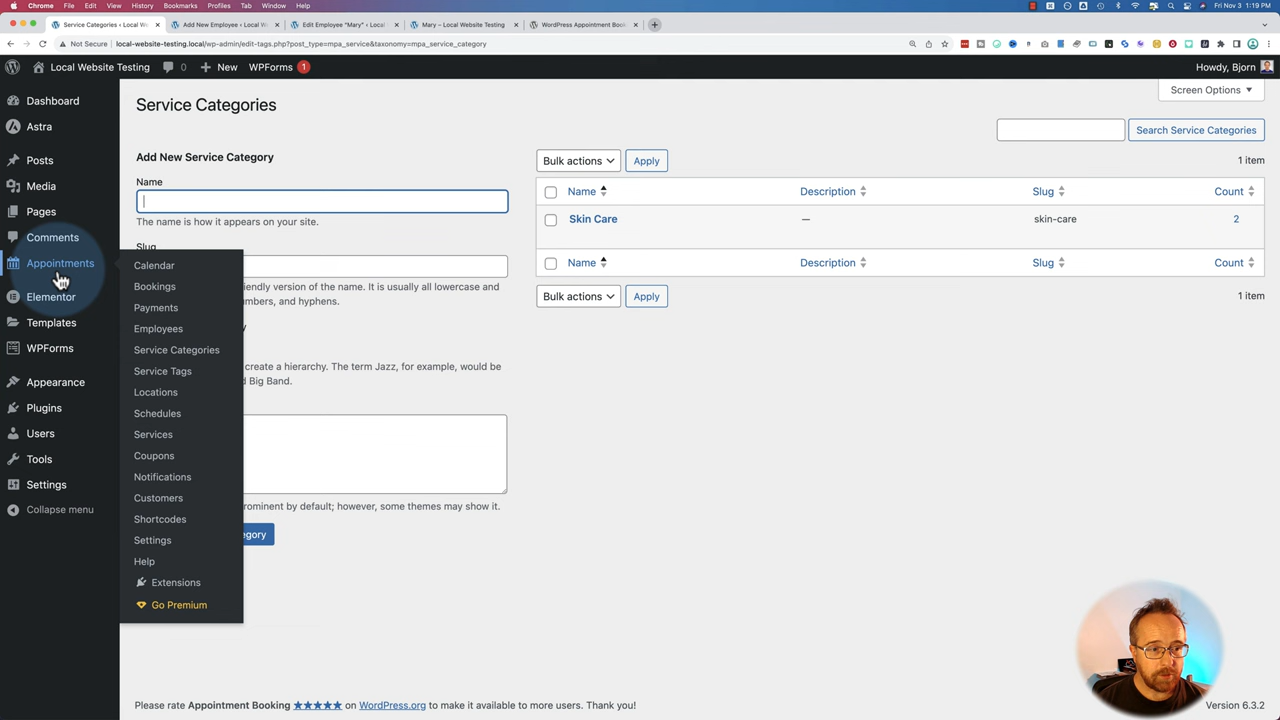 Chrome File Edit View History Bookmarks Profiles Tab Window Help
Fri Nov 3 1:19 PM
Service Categories ‹ Local W
Add New Employee ‹ Local W
Edit Employee "Mary" ‹ Local
Mary – Local Website Testing
WordPress Appointment Book
Not Secure
local-website-testing.local/wp-admin/edit-tags.php?post_type=mpa_service&taxonomy=mpa_service_category
Local Website Testing
0
New
WPForms 1
Howdy, Bjorn
Dashboard
Astra
Posts
Media
Pages
Comments
Appointments
Elementor
Templates
WPForms
Appearance
Plugins
Users
Tools
Settings
Collapse menu
Calendar
Bookings
Payments
Employees
Service Categories
Service Tags
Locations
Schedules
Services
Coupons
Notifications
Customers
Shortcodes
Settings
Help
Extensions
Go Premium
Service Categories
Screen Options
Search Service Categories
Add New Service Category
Name
The name is how it appears on your site.
Slug
endly version of the name. It is usually all lowercase and
mbers, and hyphens.
y
create a hierarchy. The term Jazz, for example, would be
d Big Band.
rominent by default; however, some themes may show it.
egory
Bulk actions
Apply
1 item
Name Description Slug Count
Skin Care — skin-care 2
Name Description Slug Count
Bulk actions
Apply
1 item
Please rate Appointment Booking ★★★★★ on WordPress.org to make it available to more users. Thank you!
Version 6.3.2